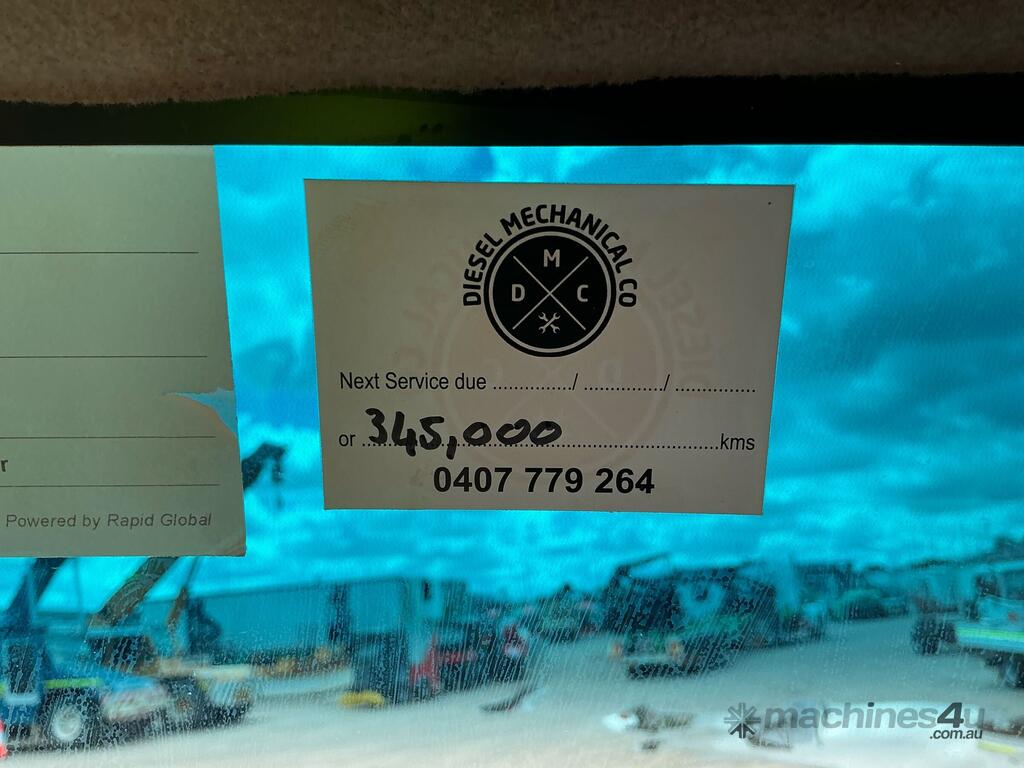 DIESEL MECHANICAL CO
M
D C
Next Service due ............../ ............../ ..............
or 345,000 kms
0407 779 264
r
Powered by Rapid Global
machines4u
.com.au